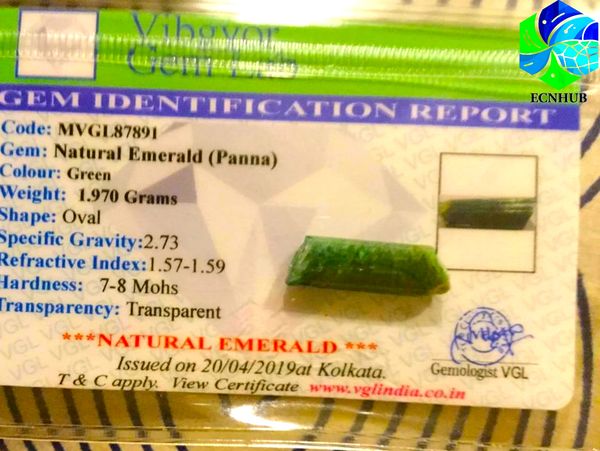 Vibgyor
Gem Lab
ECNHUB
GEM IDENTIFICATION REPORT
Code: MVGL87891
Gem: Natural Emerald (Panna)
Colour: Green
Weight: 1.970 Grams
Shape: Oval
Specific Gravity:2.73
Refractive Index:1.57-1.59
Hardness: 7-8 Mohs
Transparency: Transparent
***NATURAL EMERALD ***
Issued on 20/04/2019at Kolkata.
Gemologist VGL
T & C apply. View Certificate www.vglindia.co.in